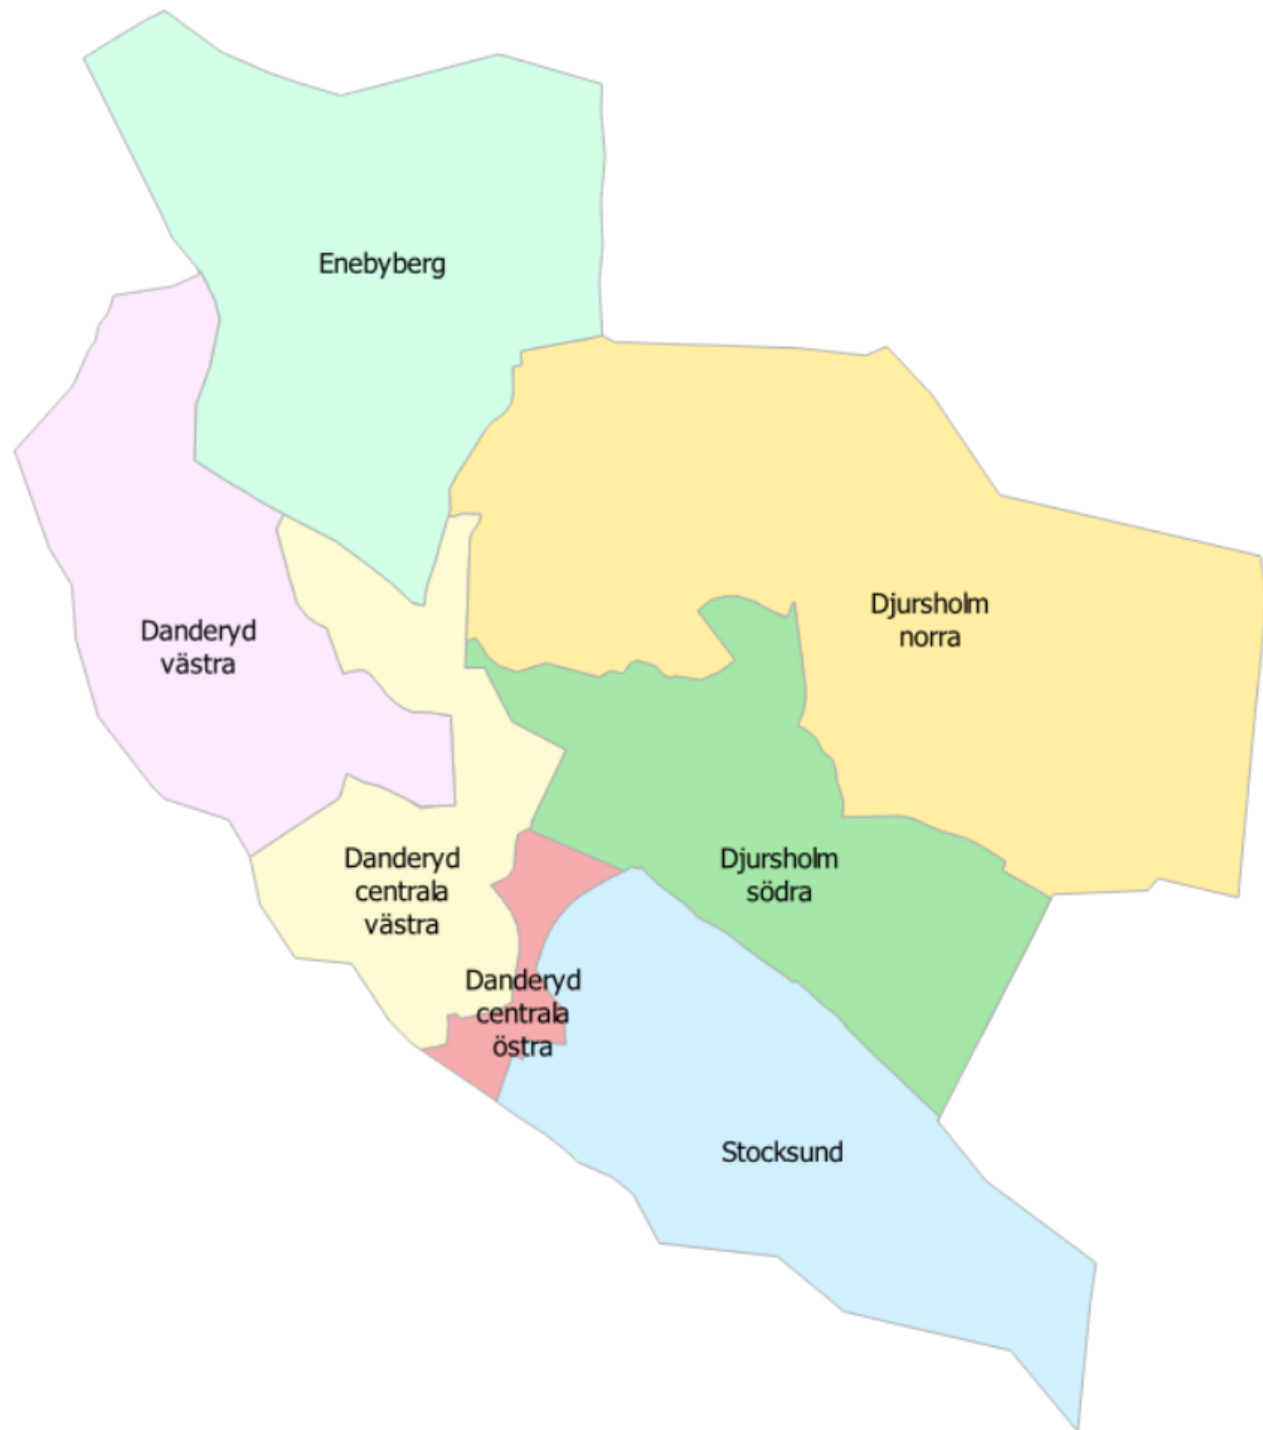 Enebyberg
Djursholm
norra
Danderyd
västra
Danderyd
centrala
västra
Djursholm
södra
Danderyd
centrala
östra
Stocksund